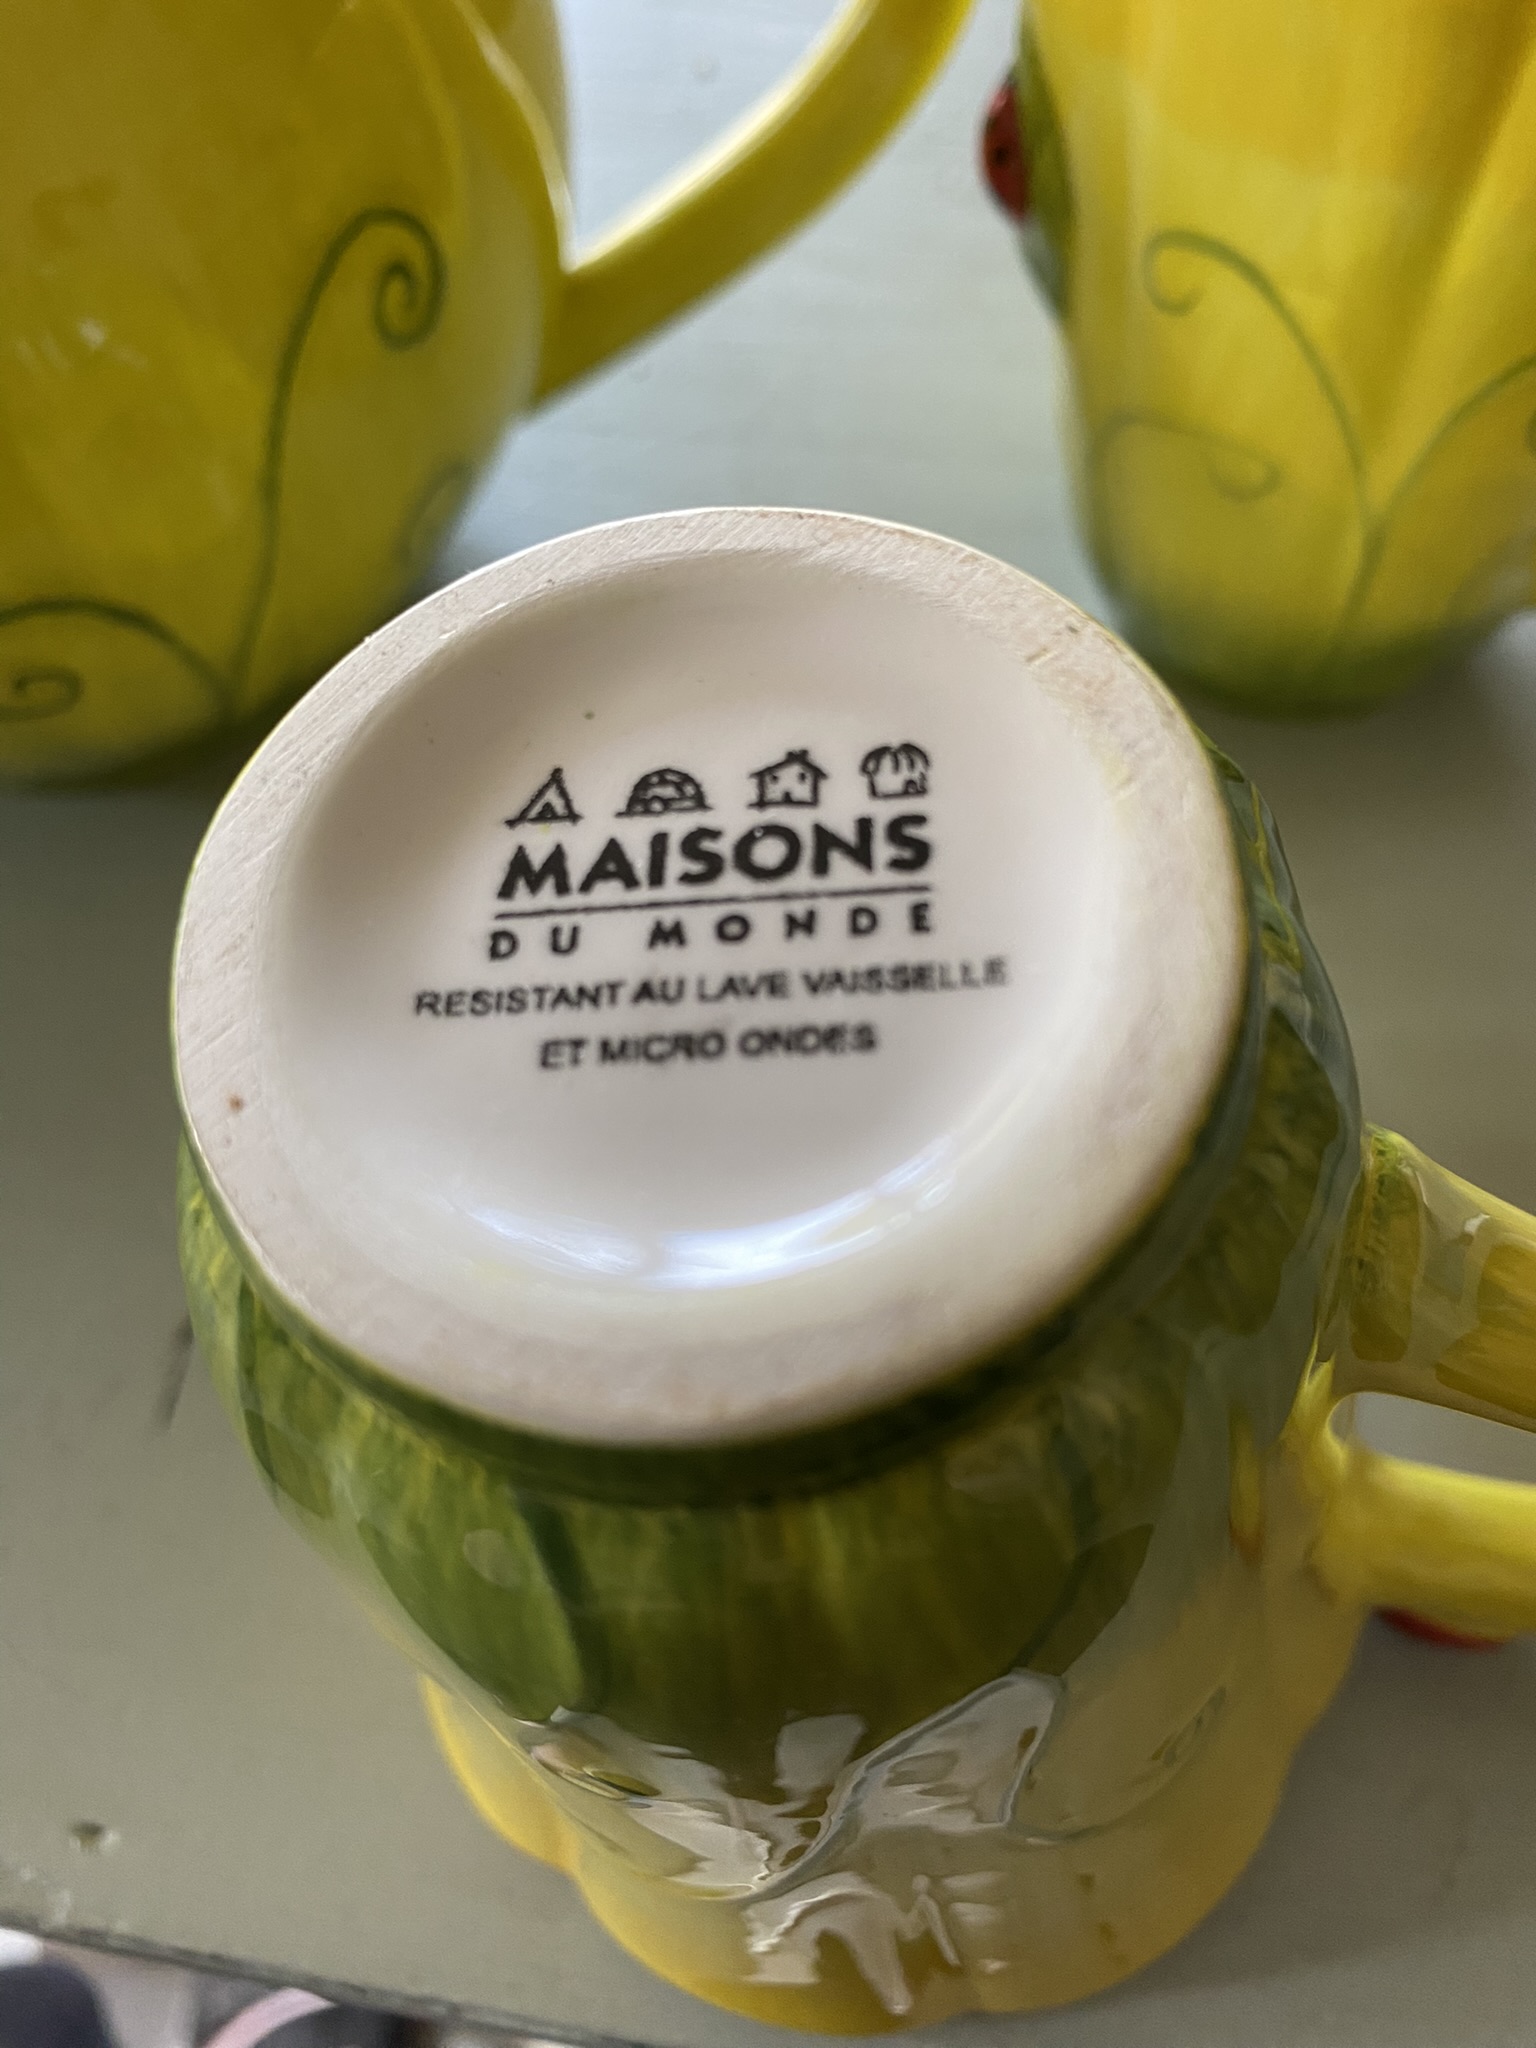 MAISONS
DU MONDE
RESISTANT AU LAVE VAISSELLE
ET MICRO ONDES